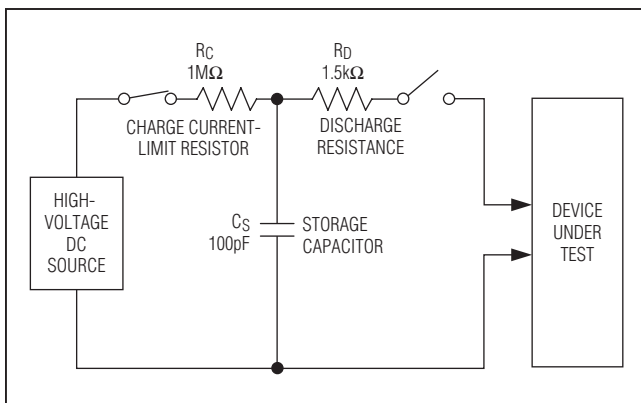 RC
1MΩ
CHARGE CURRENT-
LIMIT RESISTOR
RD
1.5kΩ
DISCHARGE
RESISTANCE
HIGH-
VOLTAGE
DC
SOURCE
CS
100pF
STORAGE
CAPACITOR
DEVICE
UNDER
TEST